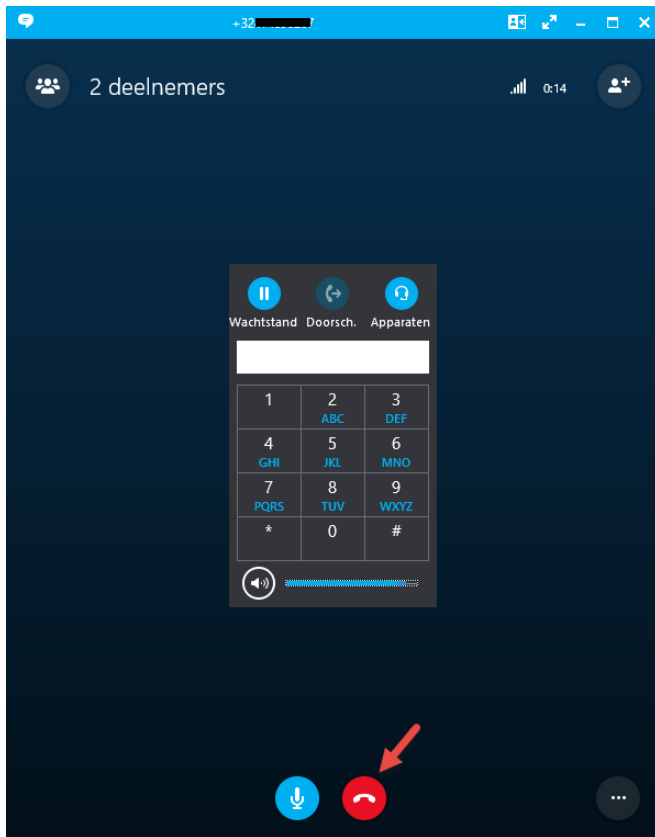 +32
2 deelnemers
0:14
Wachtstand Doorsch. Apparaten
1 2 3
ABC DEF
4 5 6
GHI JKL MNO
7 8 9
PQRS TUV WXYZ
* 0 #